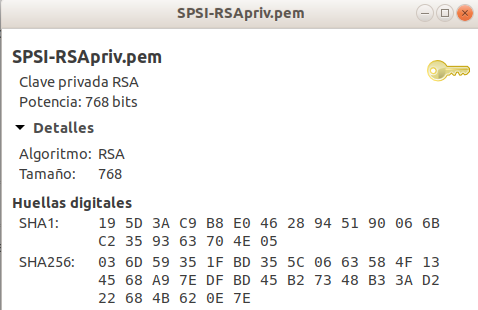 SPSI-RSApriv.pem
SPSI-RSApriv.pem
Clave privada RSA
Potencia: 768 bits
Detalles
Algoritmo: RSA
Tamaño: 768
Huellas digitales
SHA1: 19 5D 3A C9 B8 E0 46 28 94 51 90 06 6B
C2 35 93 63 70 4E 05
SHA256: 03 6D 59 35 1F BD 35 5C 06 63 58 4F 13
45 68 A9 7E DF BD 45 B2 73 48 B3 3A D2
22 68 4B 62 0E 7E